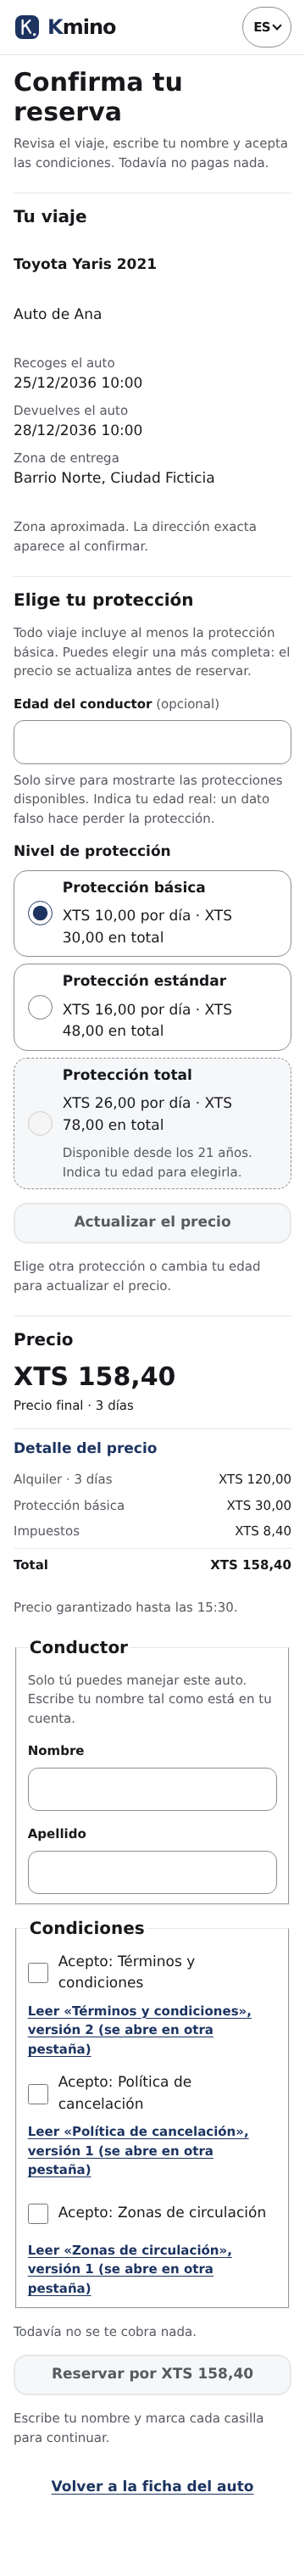 Kmino
ES
Confirma tu
reserva
Revisa el viaje, escribe tu nombre y acepta
las condiciones. Todavía no pagas nada.
Tu viaje
Toyota Yaris 2021
Auto de Ana
Recoges el auto
25/12/2036 10:00
Devuelves el auto
28/12/2036 10:00
Zona de entrega
Barrio Norte, Ciudad Ficticia
Zona aproximada. La dirección exacta
aparece al confirmar.
Elige tu protección
Todo viaje incluye al menos la protección
básica. Puedes elegir una más completa: el
precio se actualiza antes de reservar.
Edad del conductor (opcional)
Solo sirve para mostrarte las protecciones
disponibles. Indica tu edad real: un dato
falso hace perder la protección.
Nivel de protección
Protección básica
XTS 10,00 por día · XTS
30,00 en total
Protección estándar
XTS 16,00 por día · XTS
48,00 en total
Protección total
XTS 26,00 por día · XTS
78,00 en total
Disponible desde los 21 años.
Indica tu edad para elegirla.
Actualizar el precio
Elige otra protección o cambia tu edad
para actualizar el precio.
Precio
XTS 158,40
Precio final · 3 días
Detalle del precio
Alquiler · 3 días XTS 120,00
Protección básica XTS 30,00
Impuestos XTS 8,40
Total XTS 158,40
Precio garantizado hasta las 15:30.
Conductor
Solo tú puedes manejar este auto.
Escribe tu nombre tal como está en tu
cuenta.
Nombre
Apellido
Condiciones
Acepto: Términos y
condiciones
Leer «Términos y condiciones»,
versión 2 (se abre en otra
pestaña)
Acepto: Política de
cancelación
Leer «Política de cancelación»,
versión 1 (se abre en otra
pestaña)
Acepto: Zonas de circulación
Leer «Zonas de circulación»,
versión 1 (se abre en otra
pestaña)
Todavía no se te cobra nada.
Reservar por XTS 158,40
Escribe tu nombre y marca cada casilla
para continuar.
Volver a la ficha del auto